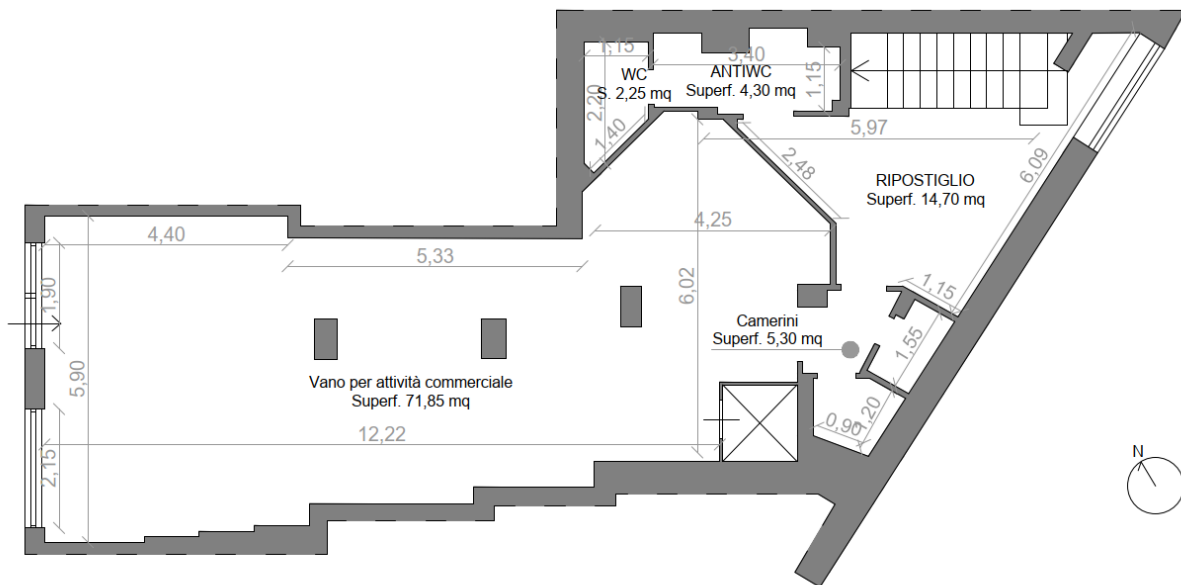 1,15
3,40
WC
S. 2,25 mq
ANTIWC
Superf. 4,30 mq
1,15
2,20
1,40
5,97
2,48
6,09
RIPOSTIGLIO
Superf. 14,70 mq
4,40
5,33
4,25
1,90
6,02
1,15
Camerini
Superf. 5,30 mq
1,55
5,90
Vano per attività commerciale
Superf. 71,85 mq
12,22
0,90
1,20
2,15
N